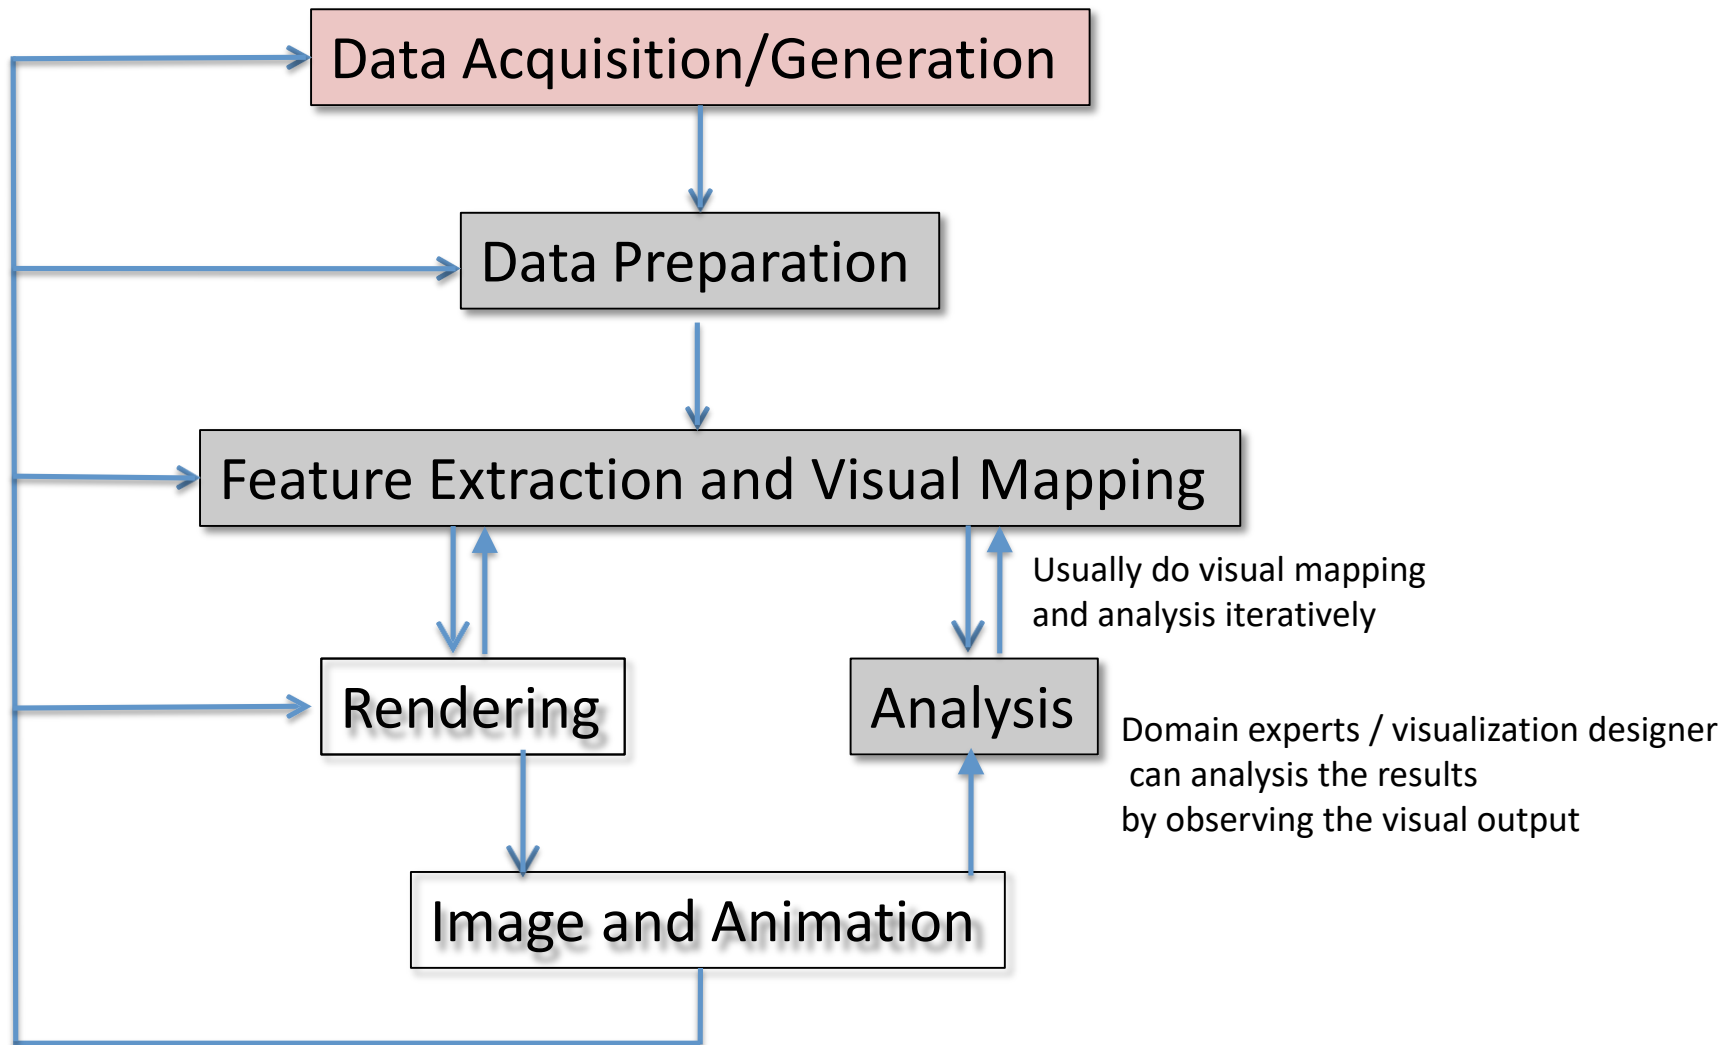 Data Acquisition/Generation
Data Preparation
Feature Extraction and Visual Mapping
Usually do visual mapping
and analysis iteratively
Rendering
Analysis
Domain experts / visualization designer
can analysis the results
by observing the visual output
Image and Animation